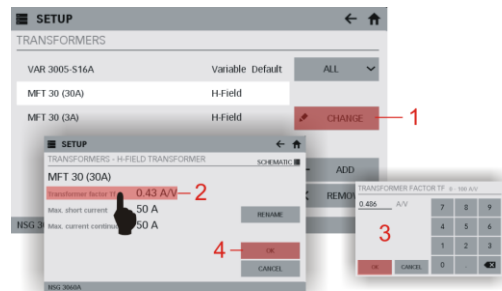 SETUP
TRANSFORMERS
VAR 3005-S16A Variable Default ALL
MFT 30 (30A) H-Field
MFT 30 (3A) H-Field CHANGE
1
ADD
REMOV
NSG 3
SETUP
TRANSFORMERS - H-FIELD TRANSFORMER SCHEMATIC
MFT 30 (30A)
Transformer factor TF 0.43 A/V
2
Max. short current 50 A
Max. current continu 50 A
RENAME
4
OK
CANCEL
NSG 3060A
TRANSFORMER FACTOR TF 0 - 100 A/V
0.486 A/V
7 8 9
4 5 6
3
1 2 3
OK CANCEL 0 .